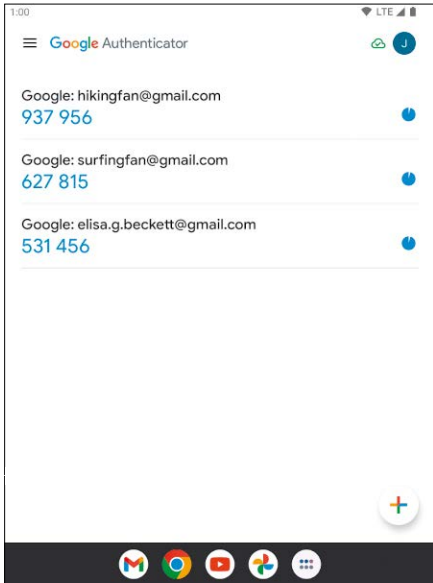 1:00 LTE
Google Authenticator J
Google: hikingfan@gmail.com
937 956
Google: surfingfan@gmail.com
627 815
Google: elisa.g.beckett@gmail.com
531 456